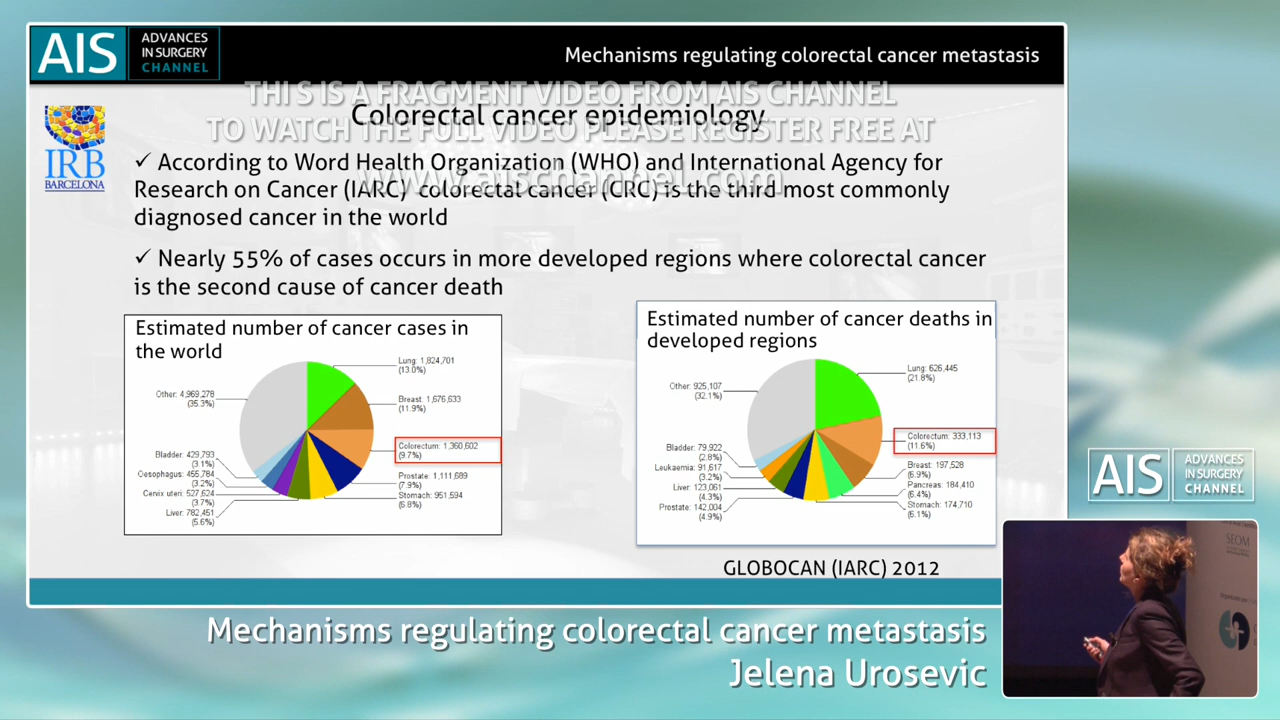 AIS
ADVANCES
IN SURGERY
CHANNEL
Mechanisms regulating colorectal cancer metastasis
THI S IS A FRAGMENT VIDEO FROM AIS CHANNEL
TO WATCH THE FULL VIDEO PLEASE REGISTER FREE AT
www.aischannel.com
Colorectal cancer epidemiology
IRB
BARCELONA
✓ According to Word Health Organization (WHO) and International Agency for
Research on Cancer (IARC) colorectal cancer (CRC) is the third most commonly
diagnosed cancer in the world
✓ Nearly 55% of cases occurs in more developed regions where colorectal cancer
is the second cause of cancer death
Estimated number of cancer cases in
the world
Lung: 1,824,701
(13.0%)
Breast: 1,676,633
(11.9%)
Colorectum: 1,360,602
(9.7%)
Prostate: 1,111,689
(7.9%)
Stomach: 951,594
(6.8%)
Other: 4,969,278
(35.3%)
Bladder: 429,793
(3.1%)
Oesophagus: 455,784
(3.2%)
Cervix uteri: 527,624
(3.7%)
Liver: 782,451
(5.6%)
Estimated number of cancer deaths in
developed regions
Lung: 626,445
(21.8%)
Colorectum: 333,113
(11.6%)
Breast: 197,528
(6.9%)
Pancreas: 184,410
(6.4%)
Stomach: 174,710
(6.1%)
Other: 925,107
(32.1%)
Bladder: 79,922
(2.8%)
Leukaemia: 91,617
(3.2%)
Liver: 123,061
(4.3%)
Prostate: 142,004
(4.9%)
GLOBOCAN (IARC) 2012
AIS
ADVANCES
IN SURGERY
CHANNEL
SEOM
Mechanisms regulating colorectal cancer metastasis
Jelena Urosevic